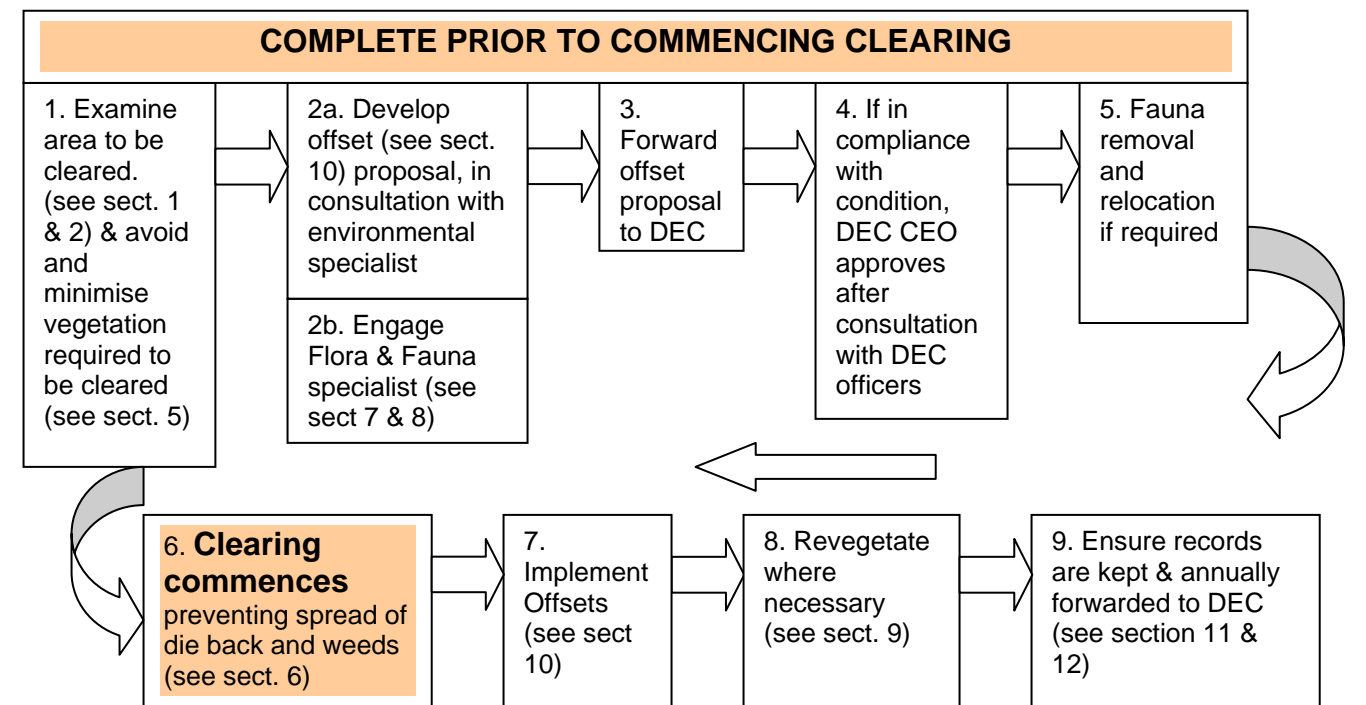 COMPLETE PRIOR TO COMMENCING CLEARING
1. Examine
area to be
cleared.
(see sect. 1
& 2) & avoid
and
minimise
vegetation
required to
be cleared
(see sect. 5)
2a. Develop
offset (see sect.
10) proposal, in
consultation with
environmental
specialist
2b. Engage
Flora & Fauna
specialist (see
sect 7 & 8)
3.
Forward
offset
proposal
to DEC
4. If in
compliance
with
condition,
DEC CEO
approves
after
consultation
with DEC
officers
5. Fauna
removal
and
relocation
if required
6. Clearing
commences
preventing spread of
die back and weeds
(see sect. 6)
7.
Implement
Offsets
(see sect
10)
8. Revegetate
where
necessary
(see sect. 9)
9. Ensure records
are kept & annually
forwarded to DEC
(see section 11 &
12)